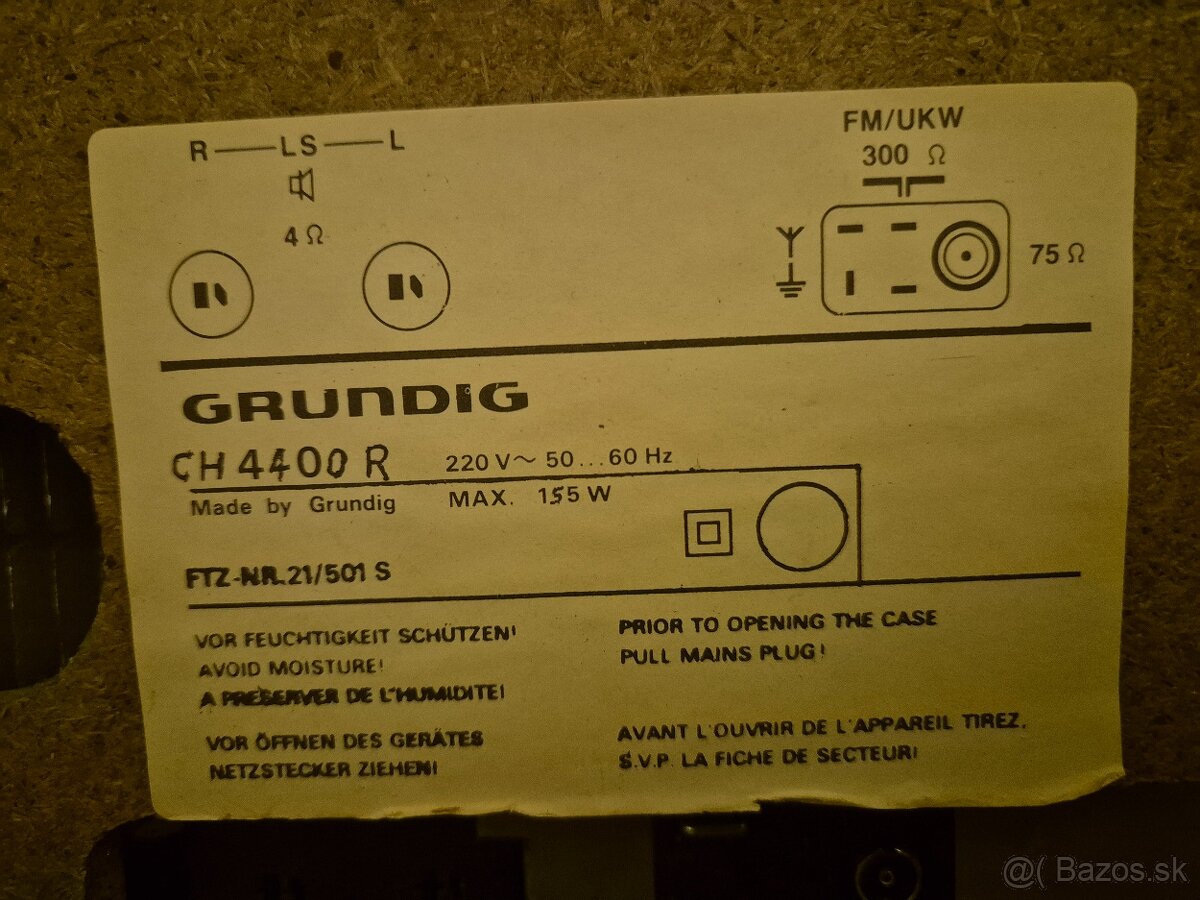 R LS L
4 Ω
FM/UKW
300 Ω
75 Ω
GRUNDIG
CH 4400 R 220 V~ 50...60 Hz
Made by Grundig MAX. 155 W
FTZ-NR.21/501 S
VOR FEUCHTIGKEIT SCHÜTZEN!
AVOID MOISTURE!
A PRESERVER DE L'HUMIDITE!
VOR ÖFFNEN DES GERÄTES
NETZSTECKER ZIEHEN!
PRIOR TO OPENING THE CASE
PULL MAINS PLUG!
AVANT L'OUVRIR DE L'APPAREIL TIREZ,
S.V.P. LA FICHE DE SECTEUR!
@( Bazos.sk